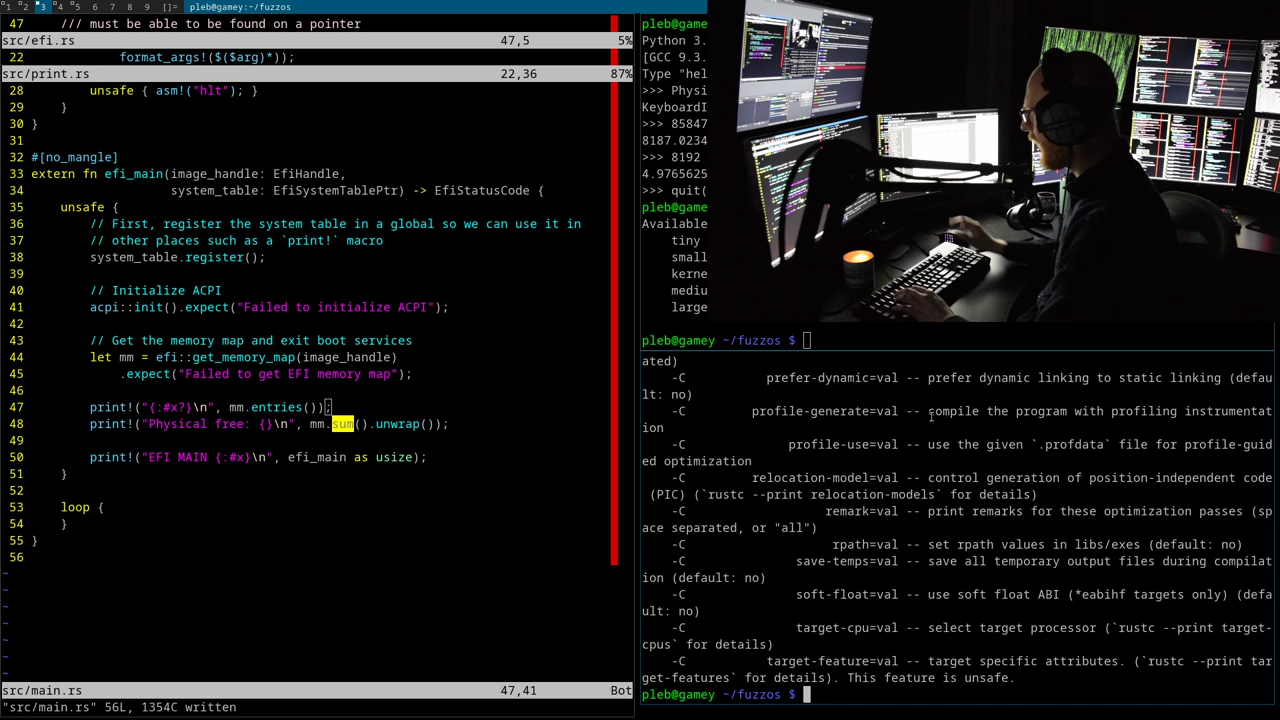 1 2 3 4 5 6 7 8 9 []= pleb@gamey:~/fuzzos
47 /// must be able to be found on a pointer
src/efi.rs 47,5 5%
22 format_args!($($arg)*));
src/print.rs 22,36 87%
28 unsafe { asm!("hlt"); }
29 }
30 }
31
32 #[no_mangle]
33 extern fn efi_main(image_handle: EfiHandle,
34 system_table: EfiSystemTablePtr) -> EfiStatusCode {
35 unsafe {
36 // First, register the system table in a global so we can use it in
37 // other places such as a `print!` macro
38 system_table.register();
39
40 // Initialize ACPI
41 acpi::init().expect("Failed to initialize ACPI");
42
43 // Get the memory map and exit boot services
44 let mm = efi::get_memory_map(image_handle)
45 .expect("Failed to get EFI memory map");
46
47 print!("{:#x?}\n", mm.entries());
48 print!("Physical free: {}\n", mm.sum().unwrap());
49
50 print!("EFI MAIN {:#x}\n", efi_main as usize);
51 }
52
53 loop {
54 }
55 }
56
~
~
~
~
~
~
~
src/main.rs 47,41 Bot
"src/main.rs" 56L, 1354C written
pleb@game
Python 3.
[GCC 9.3.
Type "hel
>>> Physi
KeyboardI
>>> 85847
8187.0234
>>> 8192
4.9765625
>>> quit(
pleb@game
Available
tiny
small
kerne
mediu
large
pleb@gamey ~/fuzzos $
ated)
-C prefer-dynamic=val -- prefer dynamic linking to static linking (defau
lt: no)
-C profile-generate=val -- compile the program with profiling instrumentat
ion
-C profile-use=val -- use the given `.profdata` file for profile-guid
ed optimization
-C relocation-model=val -- control generation of position-independent code
(PIC) (`rustc --print relocation-models` for details)
-C remark=val -- print remarks for these optimization passes (sp
ace separated, or "all")
-C rpath=val -- set rpath values in libs/exes (default: no)
-C save-temps=val -- save all temporary output files during compilat
ion (default: no)
-C soft-float=val -- use soft float ABI (*eabihf targets only) (defa
ult: no)
-C target-cpu=val -- select target processor (`rustc --print target-
cpus` for details)
-C target-feature=val -- target specific attributes. (`rustc --print tar
get-features` for details). This feature is unsafe.
pleb@gamey ~/fuzzos $